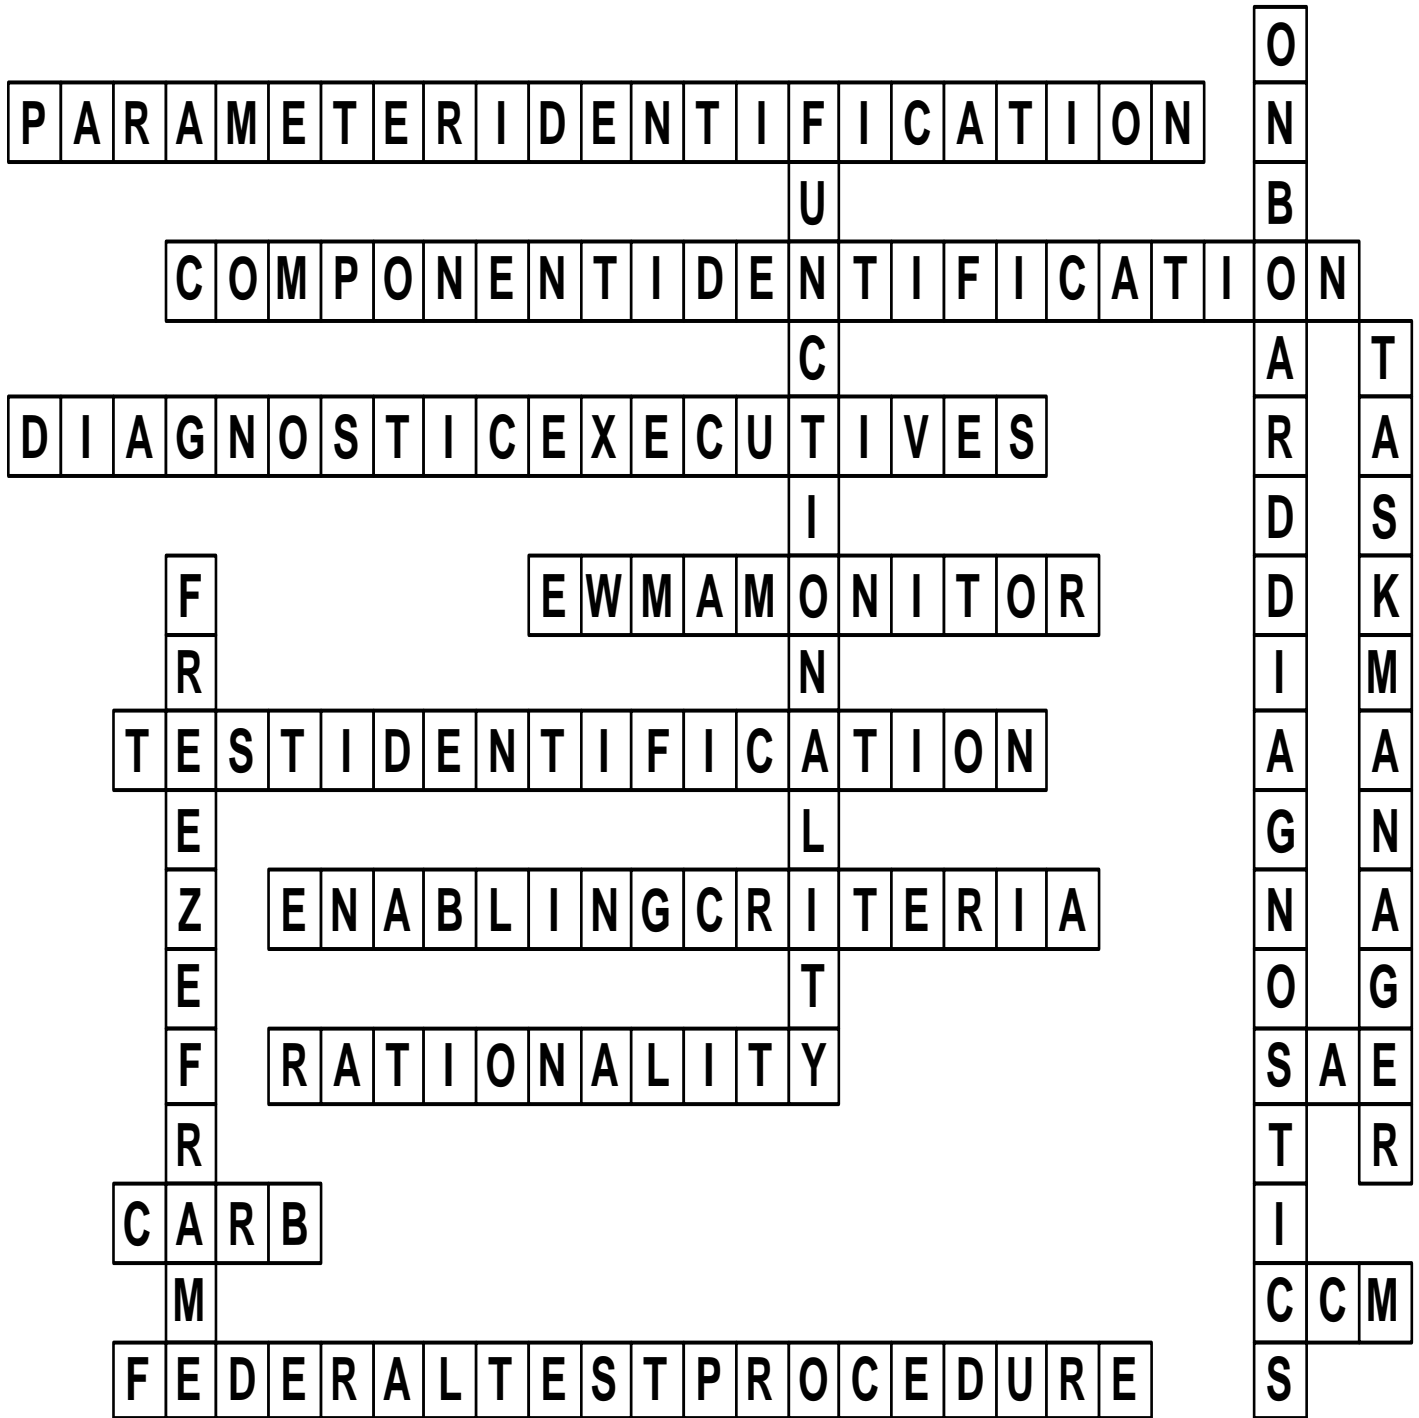 ONBOARDDIAGNOSTICS
PARAMETERIDENTIFICATION
FUNCTIONALITY
COMPONENTIDENTIFICATION
TASKMANAGER
DIAGNOSTICEXECUTIVES
FREEZEFRAME
EWMAMONITOR
TESTIDENTIFICATION
ENABLINGCRITERIA
RATIONALITY
SAE
CARB
CCM
FEDERALTESTPROCEDURE